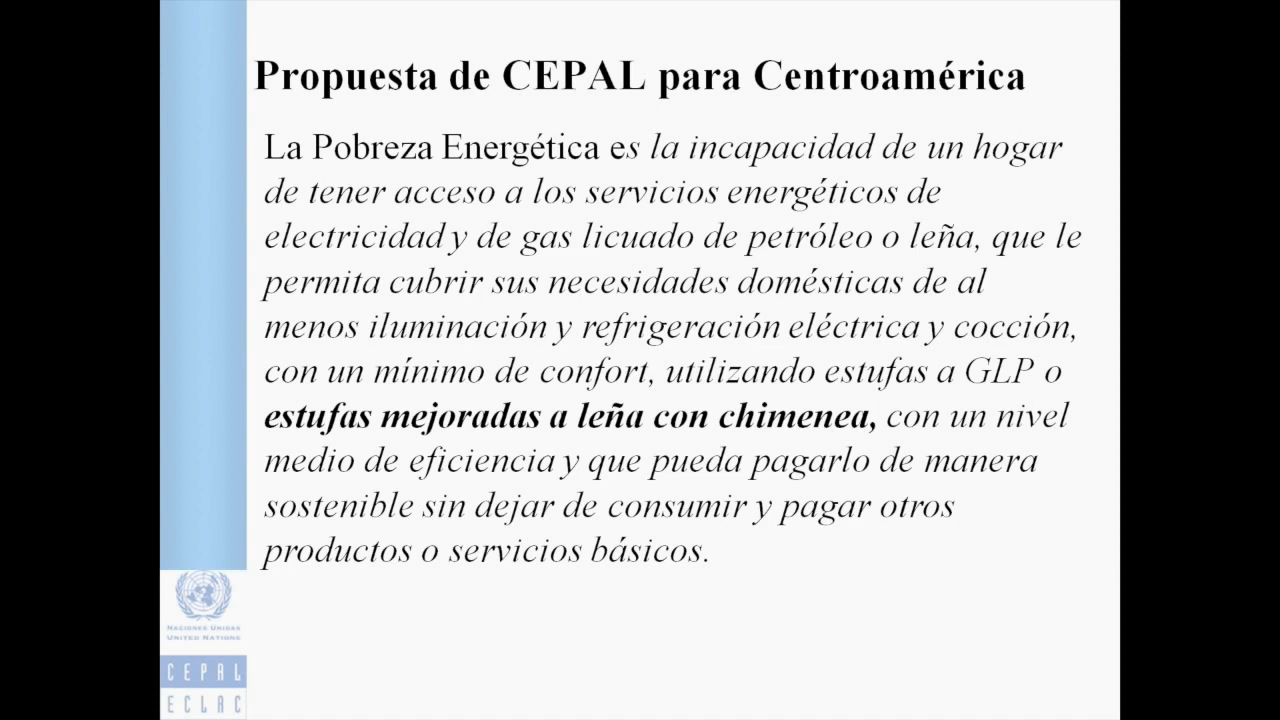 Propuesta de CEPAL para Centroamérica
La Pobreza Energética es la incapacidad de un hogar
de tener acceso a los servicios energéticos de
electricidad y de gas licuado de petróleo o leña, que le
permita cubrir sus necesidades domésticas de al
menos iluminación y refrigeración eléctrica y cocción,
con un mínimo de confort, utilizando estufas a GLP o
estufas mejoradas a leña con chimenea, con un nivel
medio de eficiencia y que pueda pagarlo de manera
sostenible sin dejar de consumir y pagar otros
productos o servicios básicos.
NACIONES UNIDAS
UNITED NATIONS
CEPAL
ECLAC